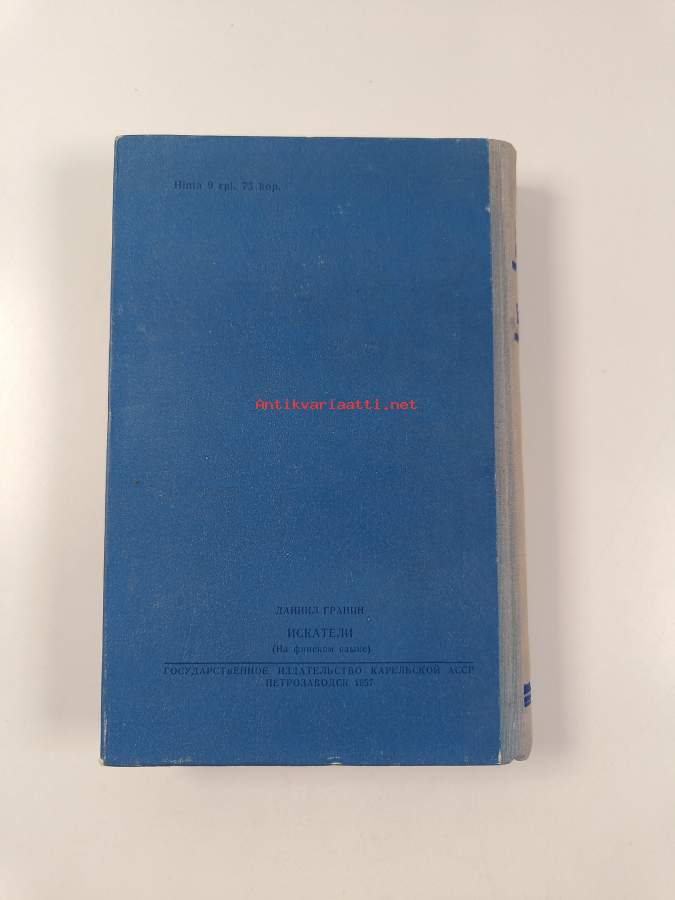 Hinta 9 rpl. 75 kop.
Antikvariaatti.net
ДАНИИЛ ГРАНИН
ИСКАТЕЛИ
(На финском языке)
ГОСУДАРСТВЕННОЕ ИЗДАТЕЛЬСТВО КАРЕЛЬСКОЙ АССР
ПЕТРОЗАВОДСК 1957